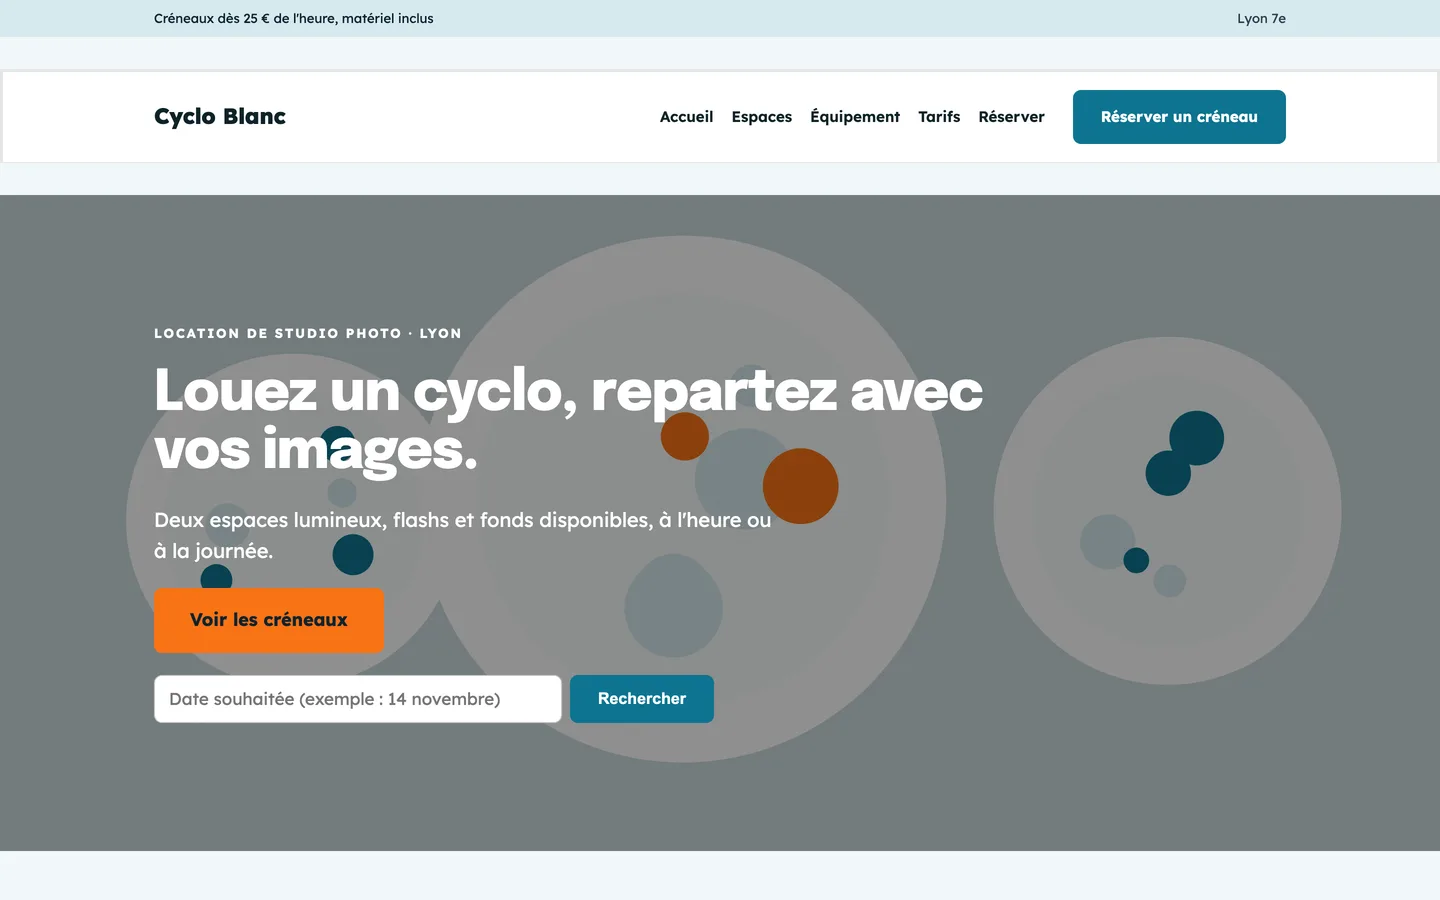 Créneaux dès 25 € de l'heure, matériel inclus
Lyon 7e
Cyclo Blanc
Accueil
Espaces
Équipement
Tarifs
Réserver
Réserver un créneau
LOCATION DE STUDIO PHOTO · LYON
Louez un cyclo, repartez avec
vos images.
Deux espaces lumineux, flashs et fonds disponibles, à l'heure ou
à la journée.
Voir les créneaux
Date souhaitée (exemple : 14 novembre)
Rechercher